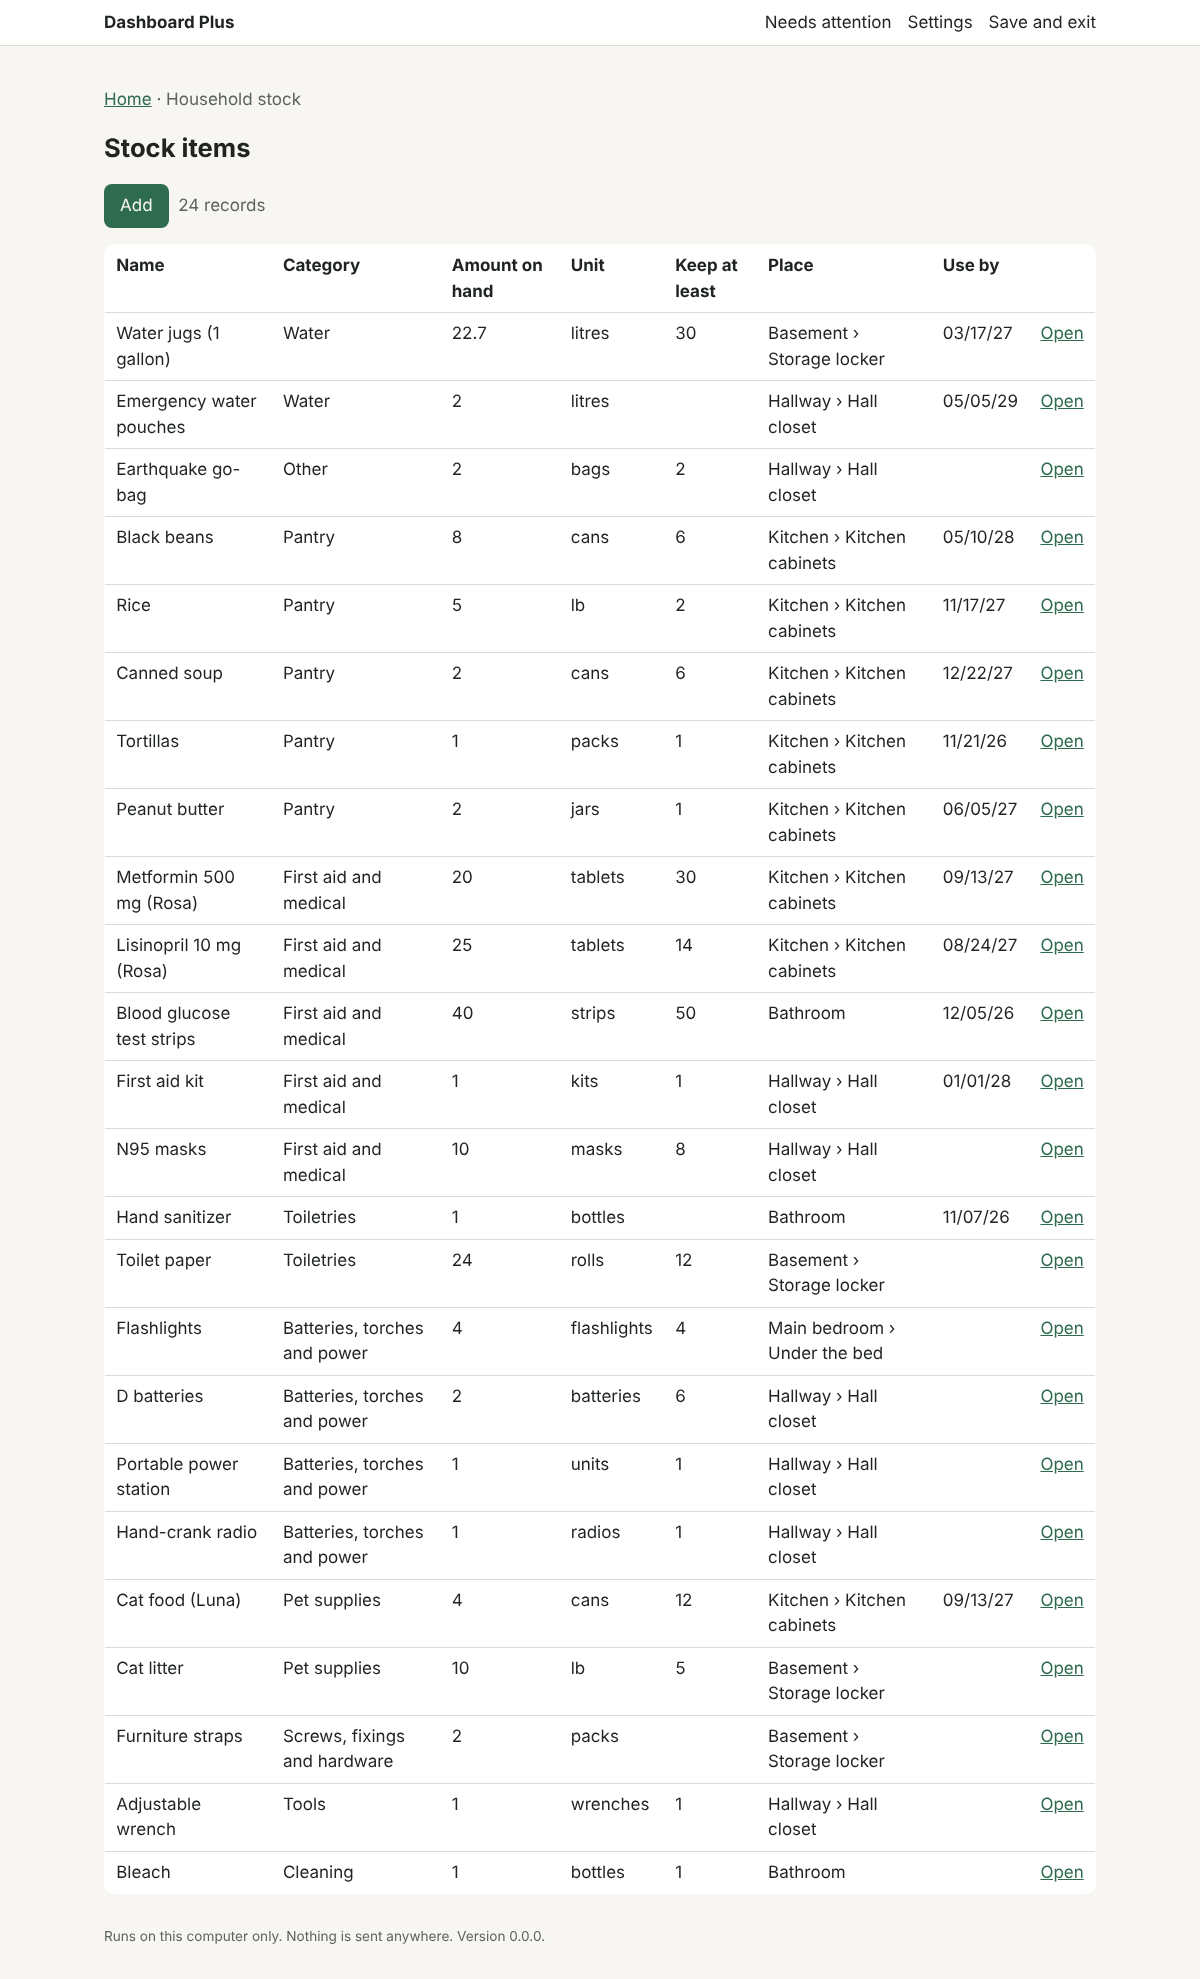 Dashboard Plus
Needs attention Settings Save and exit
Home · Household stock
Stock items
Add 24 records
Name Category Amount on hand Unit Keep at least Place Use by
Water jugs (1 gallon) Water 22.7 litres 30 Basement › Storage locker 03/17/27 Open
Emergency water pouches Water 2 litres Hallway › Hall closet 05/05/29 Open
Earthquake go-bag Other 2 bags 2 Hallway › Hall closet Open
Black beans Pantry 8 cans 6 Kitchen › Kitchen cabinets 05/10/28 Open
Rice Pantry 5 lb 2 Kitchen › Kitchen cabinets 11/17/27 Open
Canned soup Pantry 2 cans 6 Kitchen › Kitchen cabinets 12/22/27 Open
Tortillas Pantry 1 packs 1 Kitchen › Kitchen cabinets 11/21/26 Open
Peanut butter Pantry 2 jars 1 Kitchen › Kitchen cabinets 06/05/27 Open
Metformin 500 mg (Rosa) First aid and medical 20 tablets 30 Kitchen › Kitchen cabinets 09/13/27 Open
Lisinopril 10 mg (Rosa) First aid and medical 25 tablets 14 Kitchen › Kitchen cabinets 08/24/27 Open
Blood glucose test strips First aid and medical 40 strips 50 Bathroom 12/05/26 Open
First aid kit First aid and medical 1 kits 1 Hallway › Hall closet 01/01/28 Open
N95 masks First aid and medical 10 masks 8 Hallway › Hall closet Open
Hand sanitizer Toiletries 1 bottles Bathroom 11/07/26 Open
Toilet paper Toiletries 24 rolls 12 Basement › Storage locker Open
Flashlights Batteries, torches and power 4 flashlights 4 Main bedroom › Under the bed Open
D batteries Batteries, torches and power 2 batteries 6 Hallway › Hall closet Open
Portable power station Batteries, torches and power 1 units 1 Hallway › Hall closet Open
Hand-crank radio Batteries, torches and power 1 radios 1 Hallway › Hall closet Open
Cat food (Luna) Pet supplies 4 cans 12 Kitchen › Kitchen cabinets 09/13/27 Open
Cat litter Pet supplies 10 lb 5 Basement › Storage locker Open
Furniture straps Screws, fixings and hardware 2 packs Basement › Storage locker Open
Adjustable wrench Tools 1 wrenches 1 Hallway › Hall closet Open
Bleach Cleaning 1 bottles 1 Bathroom Open
Runs on this computer only. Nothing is sent anywhere. Version 0.0.0.